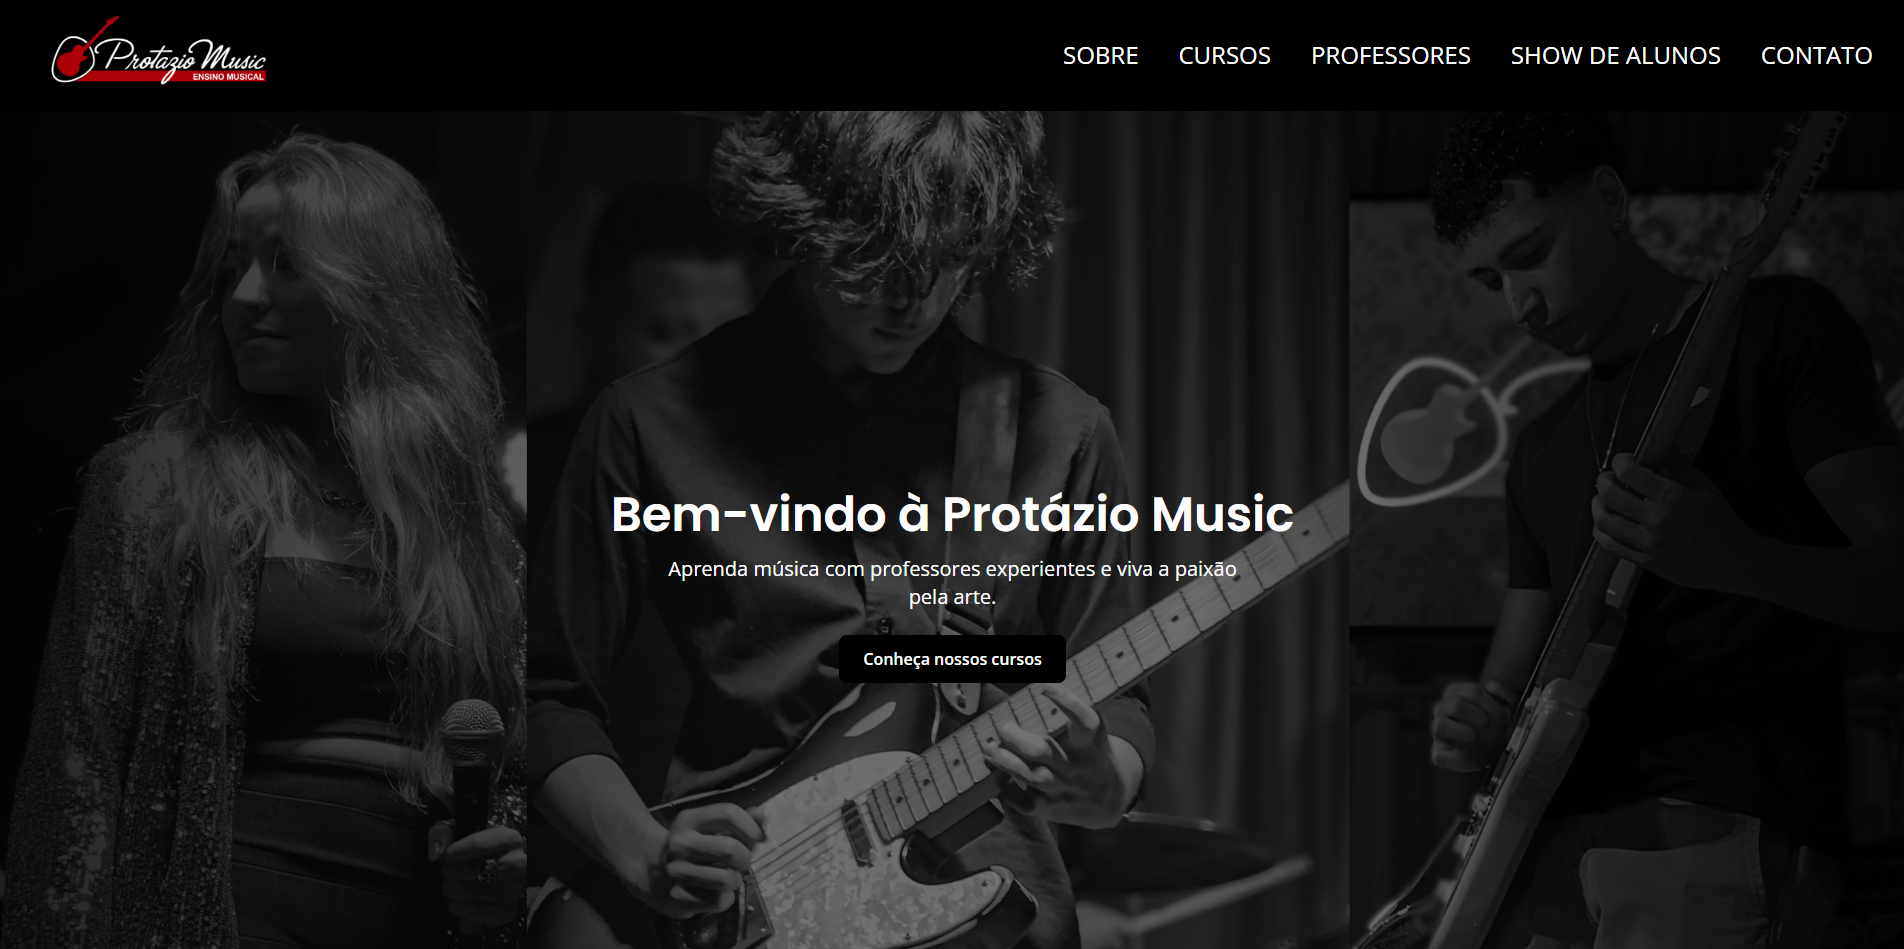 Protázio Music
ENSINO MUSICAL
SOBRE
CURSOS
PROFESSORES
SHOW DE ALUNOS
CONTATO
Bem-vindo à Protázio Music
Aprenda música com professores experientes e viva a paixão
pela arte.
Conheça nossos cursos